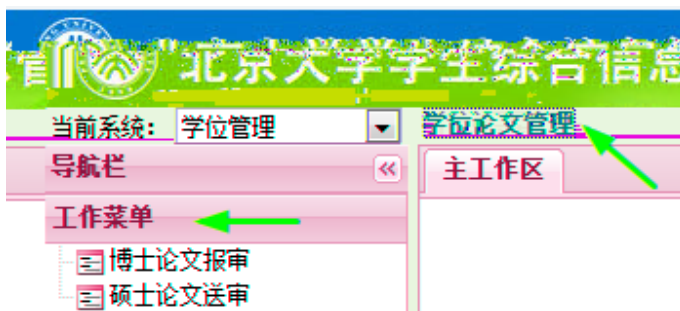 北京大学学生综合信息
当前系统： 学位管理 学位论文管理
导航栏 主工作区
工作菜单
博士论文报审
硕士论文送审